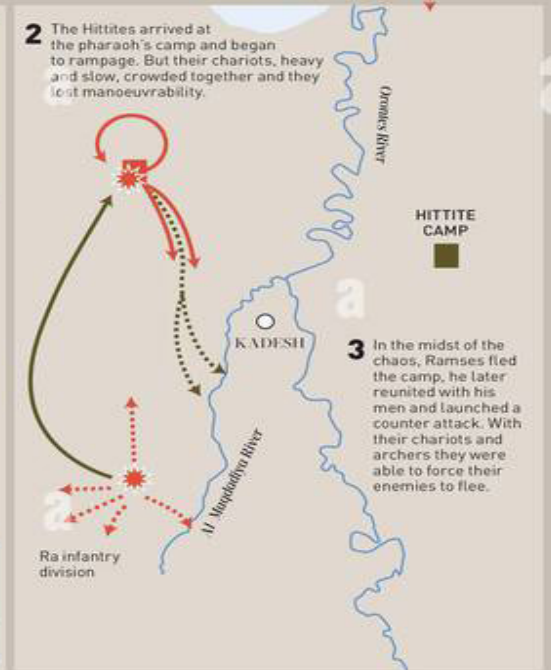 2 The Hittites arrived at
the pharaoh's camp and began
to rampage. But their chariots, heavy
and slow, crowded together and they
lost manoeuvrability.
Orontes River
HITTITE
CAMP
a
a
KADESH
3 In the midst of the
chaos, Ramses fled
the camp, he later
reunited with his
men and launched a
counter attack. With
their chariots and
archers they were
able to force their
enemies to flee.
Al Muqdadiya River
a
Ra infantry
division